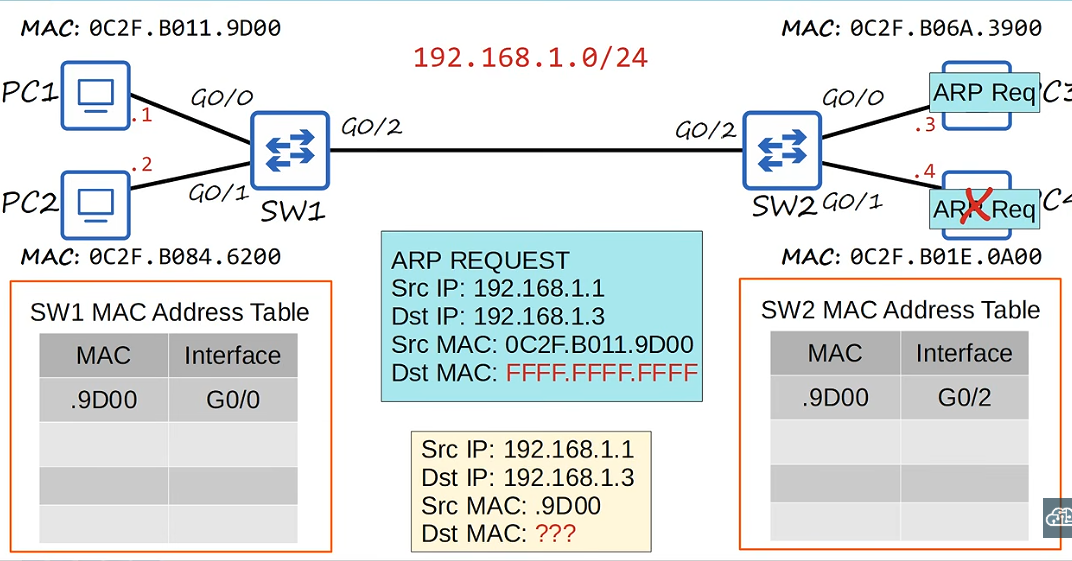 MAC: 0C2F.B011.9D00
MAC: 0C2F.B06A.3900
192.168.1.0/24
PC1
.1
G0/0
G0/2
G0/2
G0/0
ARP Req
C3
.3
.2
PC2
G0/1
SW1
SW2
G0/1
.4
ARP Req
C4
MAC: 0C2F.B084.6200
MAC: 0C2F.B01E.0A00
ARP REQUEST
Src IP: 192.168.1.1
Dst IP: 192.168.1.3
Src MAC: 0C2F.B011.9D00
Dst MAC: FFFF.FFFF.FFFF
SW1 MAC Address Table
MAC Interface
.9D00 G0/0
SW2 MAC Address Table
MAC Interface
.9D00 G0/2
Src IP: 192.168.1.1
Dst IP: 192.168.1.3
Src MAC: .9D00
Dst MAC: ???